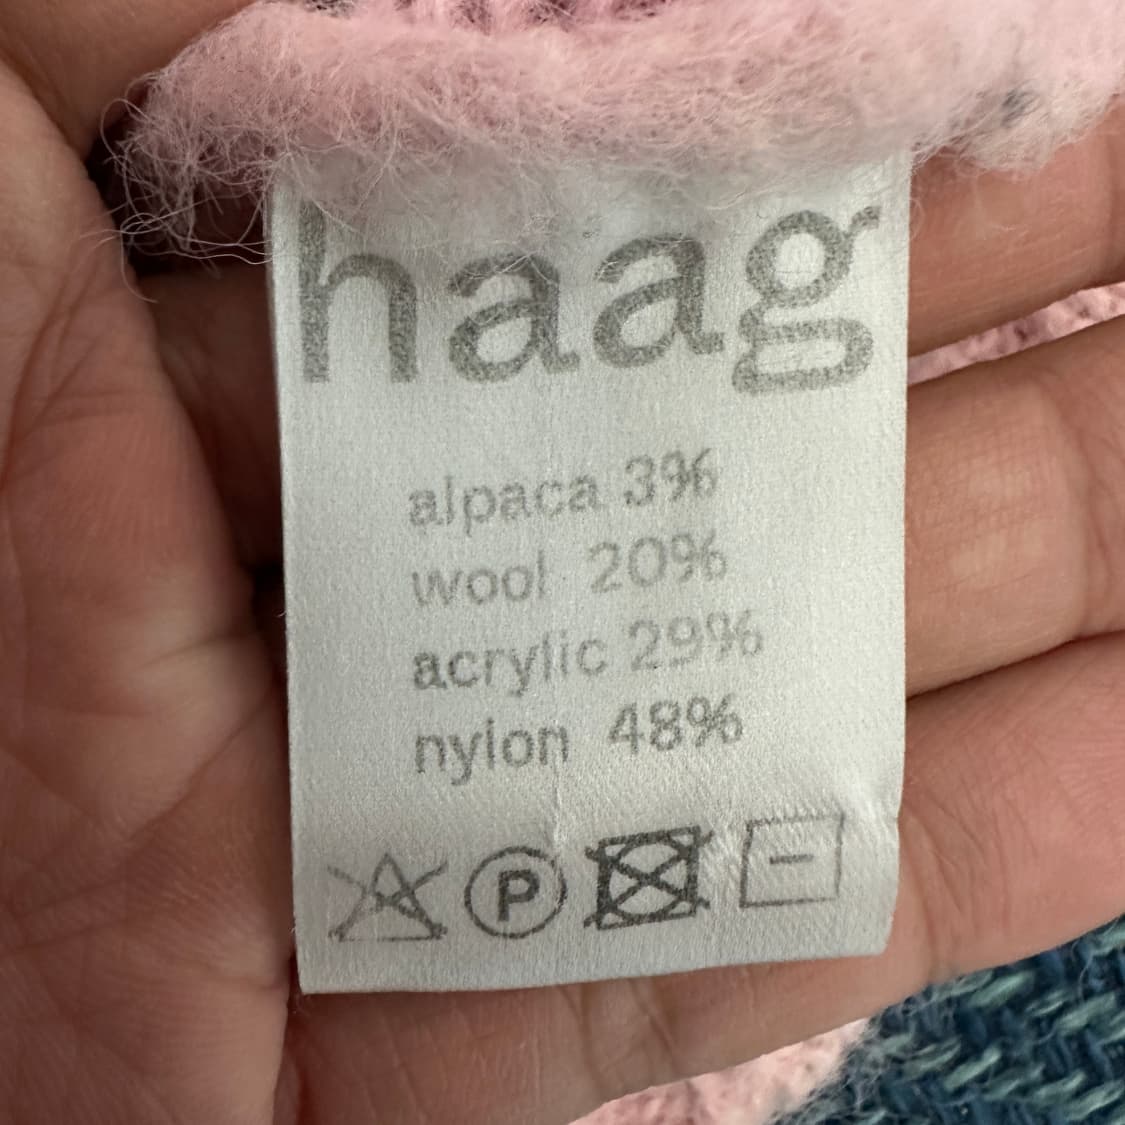 haag
alpaca 3%
wool 20%
acrylic 29%
nylon 48%
P